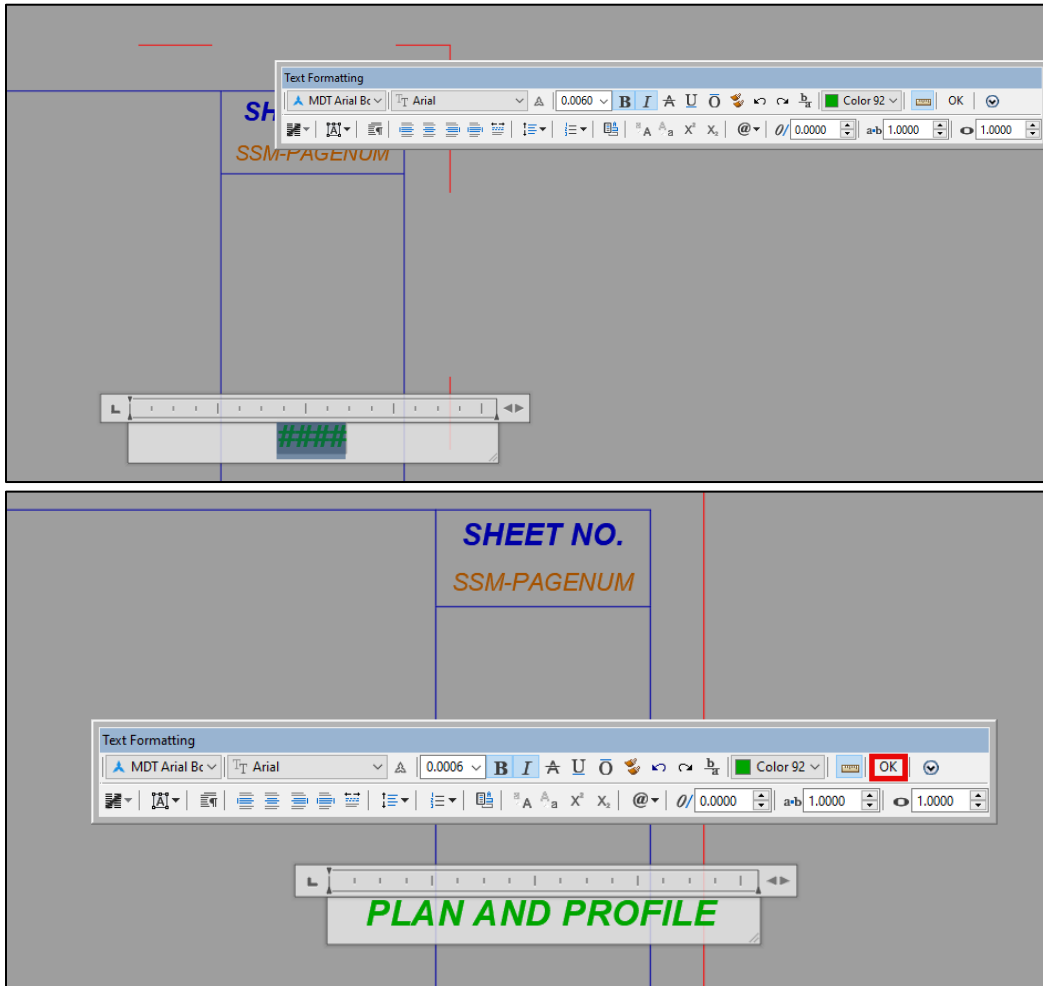 Text Formatting
MDT Arial Bc Arial 0.0060 B I A U O Color 92 OK
@ 0/ 0.0000 a•b 1.0000 1.0000
SH
SSM-PAGENUM
####
SHEET NO.
SSM-PAGENUM
Text Formatting
MDT Arial Bc Arial 0.0006 B I A U O Color 92 OK
@ 0/ 0.0000 a•b 1.0000 1.0000
PLAN AND PROFILE